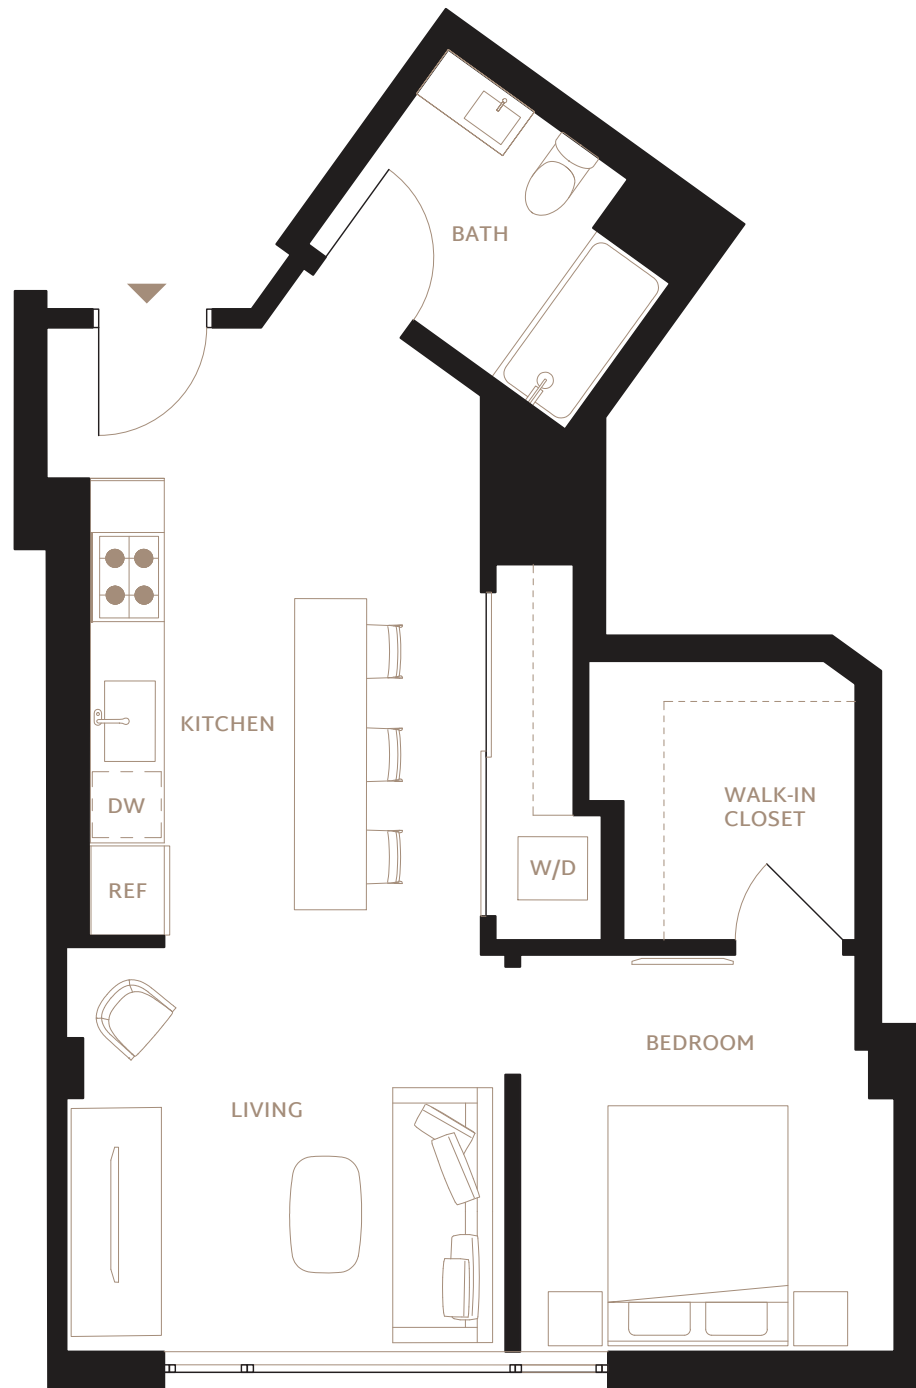 BATH
KITCHEN
DW
WALK-IN
CLOSET
W/D
REF
BEDROOM
LIVING